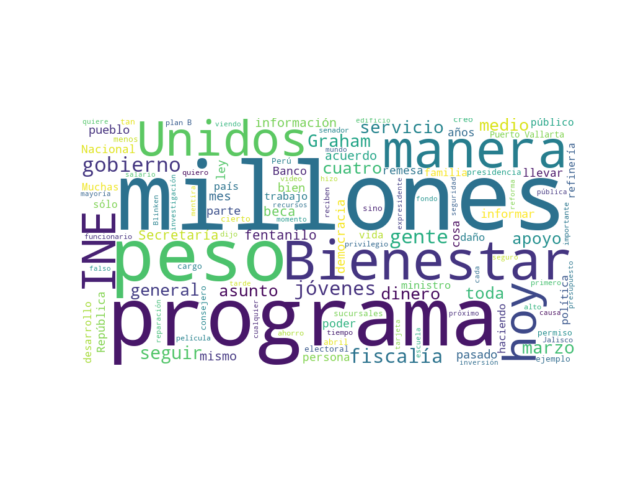 quiere
tan
plan B
viendo
información
edificio
creo
público
pueblo
menos
Unidos
senador
servicio
medio
Nacional
mundo
Graham
años
Puerto Vallarta
manera
gobierno
salario
quiero
Perú
Banco
acuerdo
cuatro
remesa
familia
presidencia
llevar
refinería
mayoría
Muchas
ley
video
hizo
millones
país
bien
trabajo
mes
beca
recursos
reciben
sino
expresidente
fondo
seguridad
reforma
pública
sólo
parte
Blinken
investigación
mentira
cierto
momento
privilegio
informar
importante
INE
Secretaría
dijo
fentanilo
democracia
vida
gente
cosa
daño
apoyo
funcionario
peso
Bienestar
falso
cargo
tarde
ministro
seguro
cada
primero
política
presupuesto
general
asunto
jóvenes
dinero
toda
hoy
desarrollo
República
reparación
consejero
programa
alto
causa
cualquier
ahorro
sucursales
tarjeta
próximo
haciendo
permiso
película
tiempo
poder
escuela
marzo
Jalisco
seguir
mismo
electoral
abril
persona
fiscalía
pasado
inversión
ejemplo